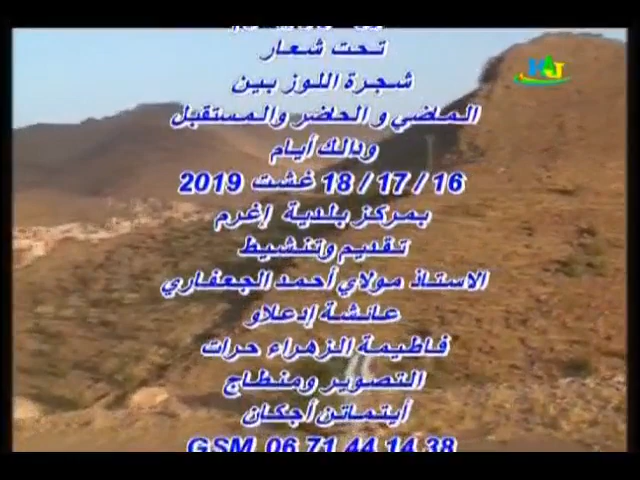 تحت شعار
شجرة اللوز بين
الماضي و الحاضر والمستقبل
وذالك أيام
16 / 17 / 18 غشت 2019
بمركز بلدية إغرم
تقديم وتنشيط
الاستاذ مولاي أحمد الجعفاري
عائشة إدعلاو
فاطيمة الزهراء حرات
التصوير ومنطاج
أيتماتن أجكان
GSM 06 71 44 14 38